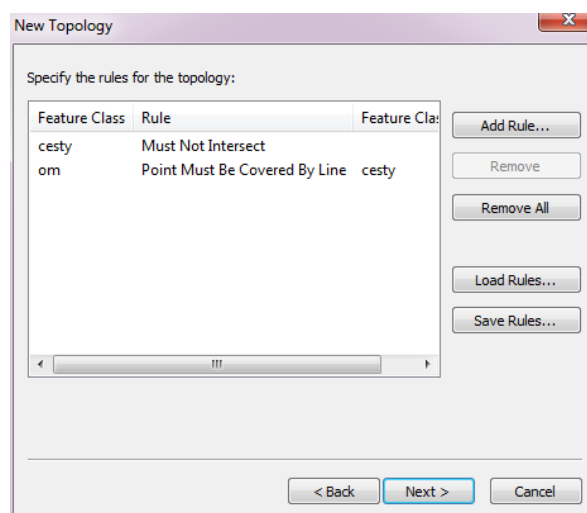 New Topology
Specify the rules for the topology:
Feature Class Rule Feature Clas
cesty Must Not Intersect
om Point Must Be Covered By Line cesty
Add Rule...
Remove
Remove All
Load Rules...
Save Rules...
< Back Next > Cancel